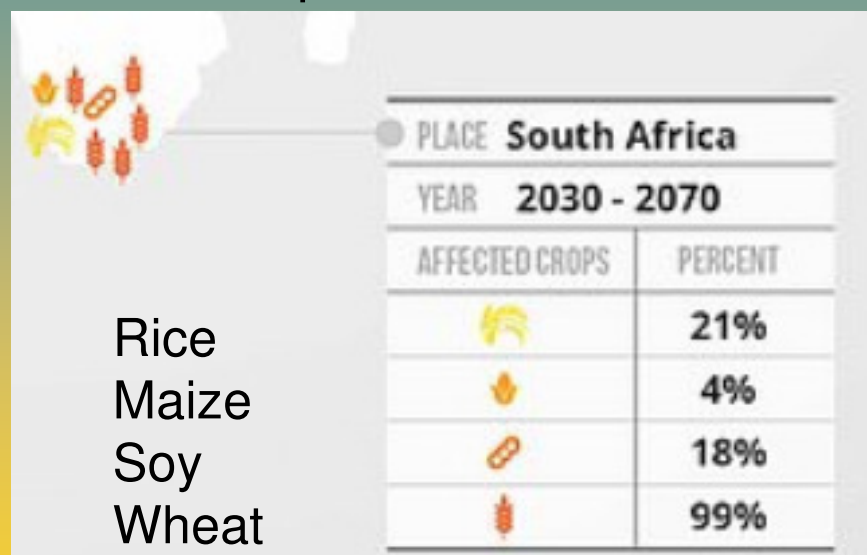 PLACE South Africa
YEAR 2030 - 2070
AFFECTED CROPS PERCENT
Rice 21%
Maize 4%
Soy 18%
Wheat 99%